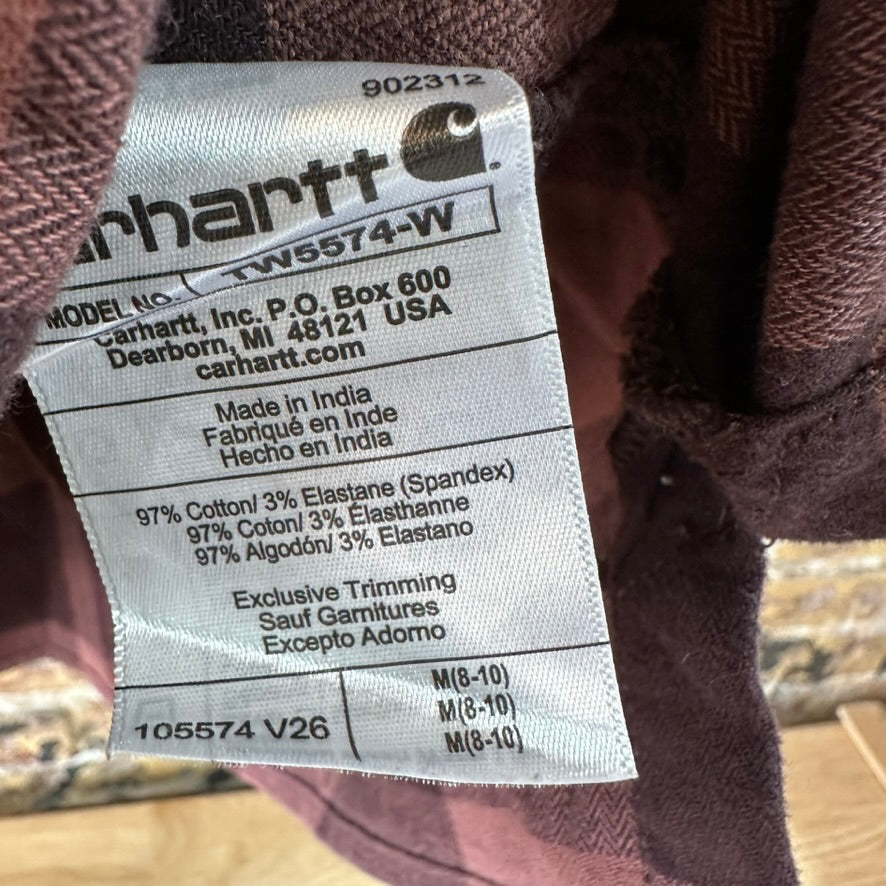 902312
arhartt
MODEL NO. TW5574-W
Carhartt, Inc. P.O. Box 600
Dearborn, MI 48121 USA
carhartt.com
Made in India
Fabriqué en Inde
Hecho en India
97% Cotton/ 3% Elastane (Spandex)
97% Coton/ 3% Élasthanne
97% Algodón/ 3% Elastano
Exclusive Trimming
Sauf Garnitures
Excepto Adorno
105574 V26
M(8-10)
M(8-10)
M(8-10)